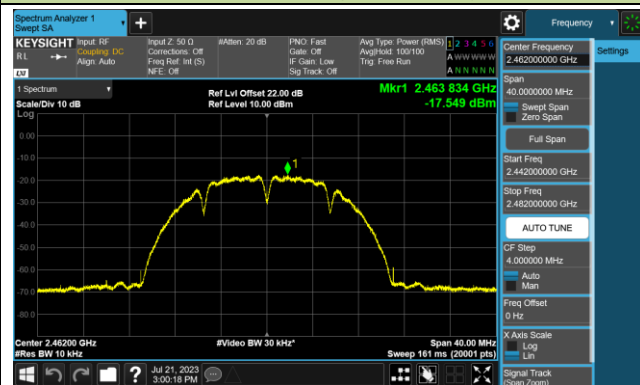 Spectrum Analyzer 1
Swept SA
Frequency
KEYSIGHT
Input: RF
Coupling: DC
Align: Auto
Input Z: 50 Ω
Corrections: Off
Freq Ref: Int (S)
NFE: Off
#Atten: 20 dB
PNO: Fast
Gate: Off
IF Gain: Low
Sig Track: Off
Avg Type: Power (RMS)
Avg|Hold: 100/100
Trig: Free Run
1 2 3 4 5 6
A W W W W W
A N N N N N
R L
LXI
1 Spectrum
Scale/Div 10 dB
Log
Ref Lvl Offset 22.00 dB
Ref Level 10.00 dBm
Mkr1 2.463 834 GHz
-17.549 dBm
0.00
-10.0
-20.0
-30.0
-40.0
-50.0
-60.0
-70.0
-80.0
1
Center 2.46200 GHz
#Res BW 10 kHz
#Video BW 30 kHz*
Span 40.00 MHz
Sweep 161 ms (20001 pts)
Jul 21, 2023
3:00:18 PM
Center Frequency
2.462000000 GHz
Settings
Span
40.0000000 MHz
Swept Span
Zero Span
Full Span
Start Freq
2.442000000 GHz
Stop Freq
2.482000000 GHz
AUTO TUNE
CF Step
4.000000 MHz
Auto
Man
Freq Offset
0 Hz
X Axis Scale
Log
Lin
Signal Track
(Span Zoom)